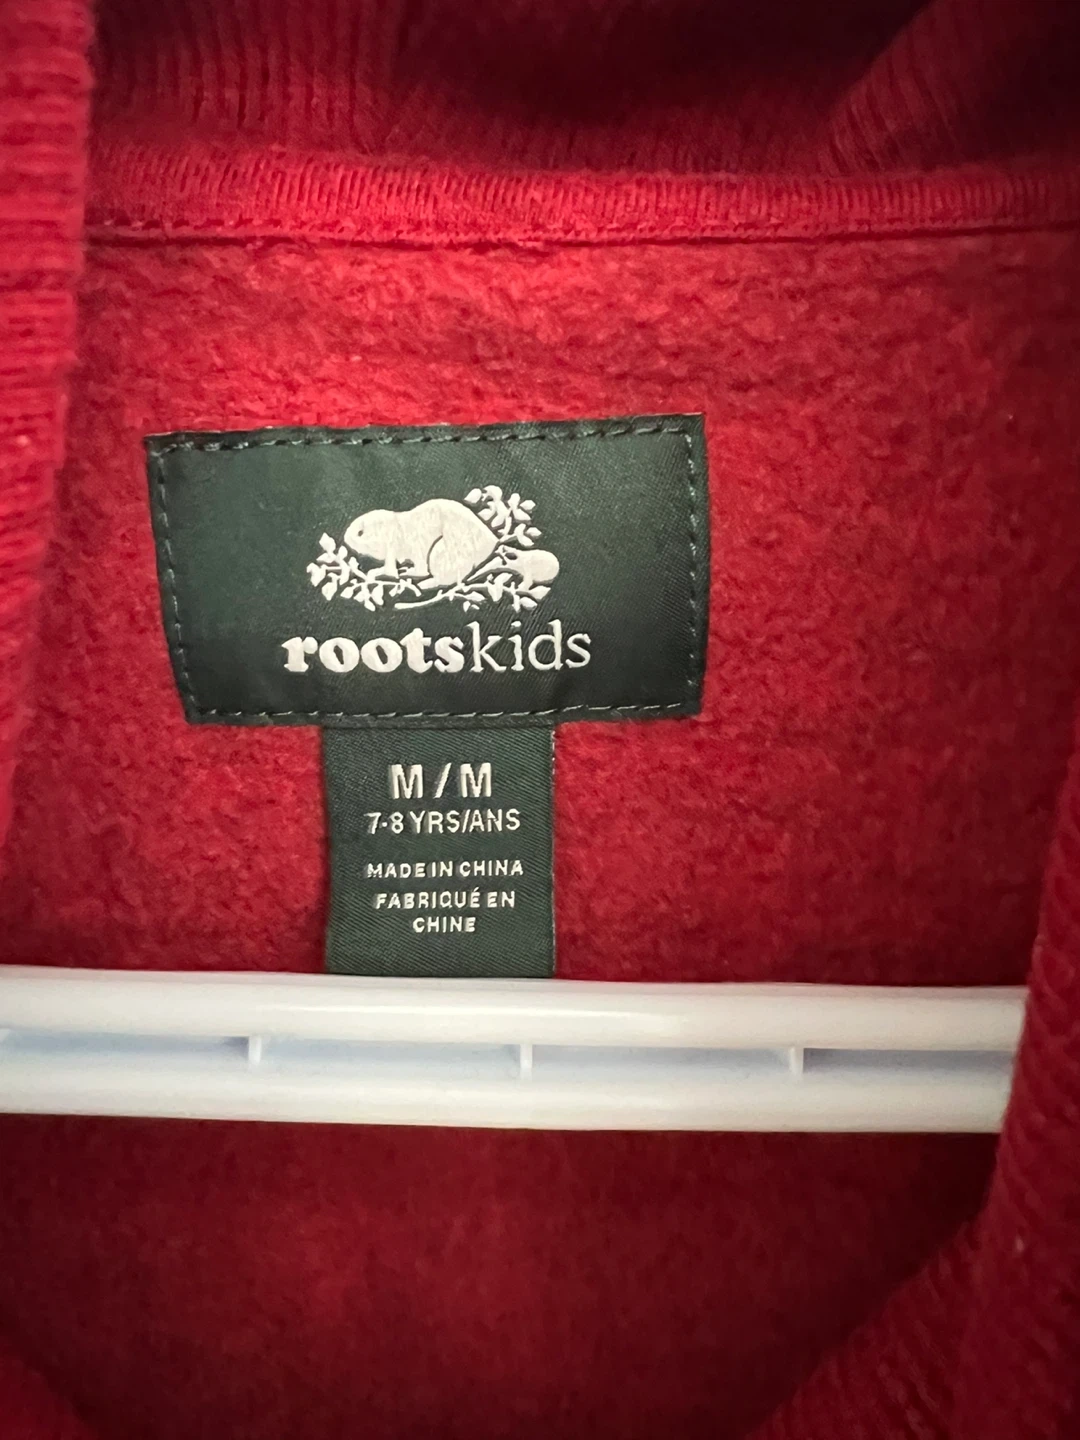 rootskids
M / M
7-8 YRS/ANS
MADE IN CHINA
FABRIQUÉ EN
CHINE